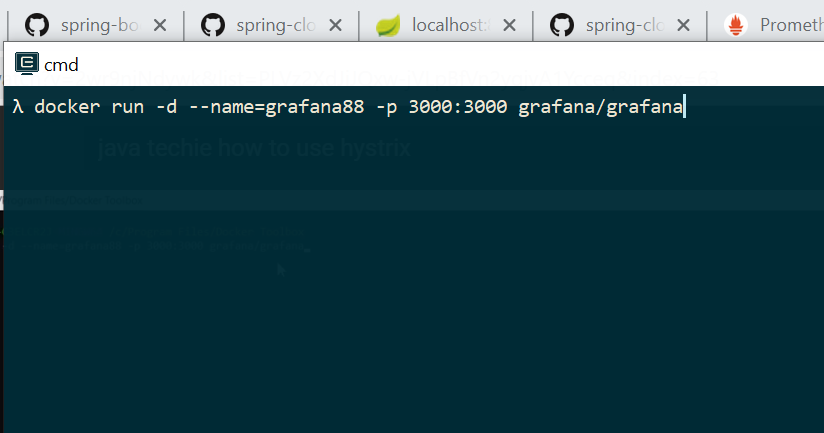 spring-bo
spring-clo
localhost:
spring-clo
Prometh
cmd
λ docker run -d --name=grafana88 -p 3000:3000 grafana/grafana
java techie how to use hystrix